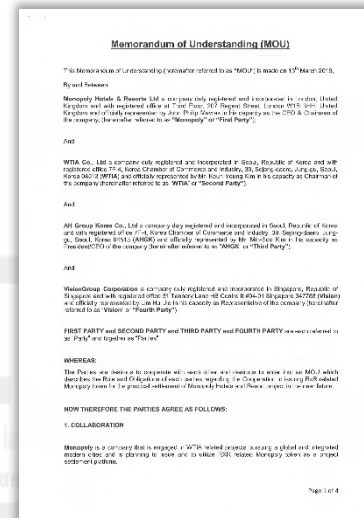 Memorandum of Understanding (MOU)
This Memorandum of Understanding (hereinafter referred to as "MOU") is made on 13th March 2019,
By and Between
Monopoly Hotels & Resorts Ltd a company duly registered and incorporated in London, United
Kingdom and with registered office at Third Floor, 207 Regent Street, London W1B 3HH, United
Kingdom and officially represented by John Philip in his capacity as the CEO & Chairman of
the company, (hereinafter referred to as "Monopoly" or "First Party")
And
WTIA Co., Ltd a company duly registered and incorporated in Seoul, Republic of Korea and with
registered office 7F-4, Korea Chamber of Commerce and Industry, 39, Sejong-daero, Jung-gu, Seoul,
Korea 04513 (WTIA) and officially represented by Mr. Keun Young Kim in his capacity as Chairman of
the company (hereinafter referred to as "WTIA" or "Second Party").
And
AH Group Korea Co., Ltd a company duly registered and incorporated in Seoul, Republic of Korea
and with registered office 7F-4, Korea Chamber of Commerce and Industry, 39, Sejong-daero, Jung-
gu, Seoul, Korea 04513 (AHGK) and officially represented by Mr. Kim in his capacity as
President/CEO of the company (hereinafter referred to as "AHGK" or "Third Party").
And
VisionGroup Corporation a company duly registered and incorporated in Singapore, Republic of
Singapore and with registered office 31 Tannery Lane HB Centre II #04-01 Singapore 347788 (Vision)
and officially represented by Lim Hui Jie in his capacity as Representative of the company (hereinafter
referred to as "Vision" or "Fourth Party")
FIRST PARTY and SECOND PARTY and THIRD PARTY and FOURTH PARTY are each referred to
as "Party" and together as "Parties"
WHEREAS:
The Parties are desirous to cooperate with each other and desirous to enter into an MOU which
describes the Role and Obligations of each parties regarding the Cooperation in issuing RxR related
Monopoly token for the practical settlement of Monopoly Hotels and Resort project in the near future.
NOW THEREFORE THE PARTIES AGREE AS FOLLOWS:
1. COLLABORATION
Monopoly is a company that is engaged in WTIA related projects pursuing a global and integrated
modern cities and is planning to issue and to utilize RXR related Monopoly token as a project
settlement platform.
Page 1 of 4